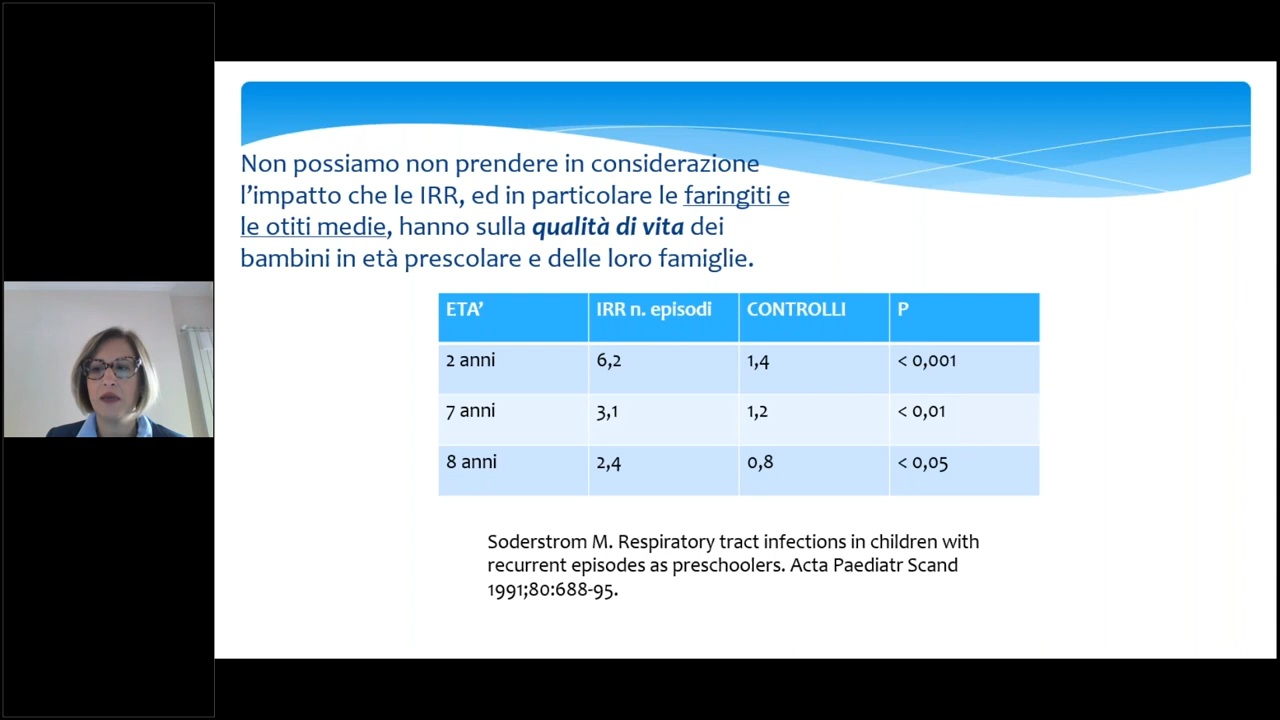 Non possiamo non prendere in considerazione
l’impatto che le IRR, ed in particolare le faringiti e
le otiti medie, hanno sulla qualità di vita dei
bambini in età prescolare e delle loro famiglie.
ETA’ IRR n. episodi CONTROLLI P
2 anni 6,2 1,4 < 0,001
7 anni 3,1 1,2 < 0,01
8 anni 2,4 0,8 < 0,05
Soderstrom M. Respiratory tract infections in children with
recurrent episodes as preschoolers. Acta Paediatr Scand
1991;80:688-95.